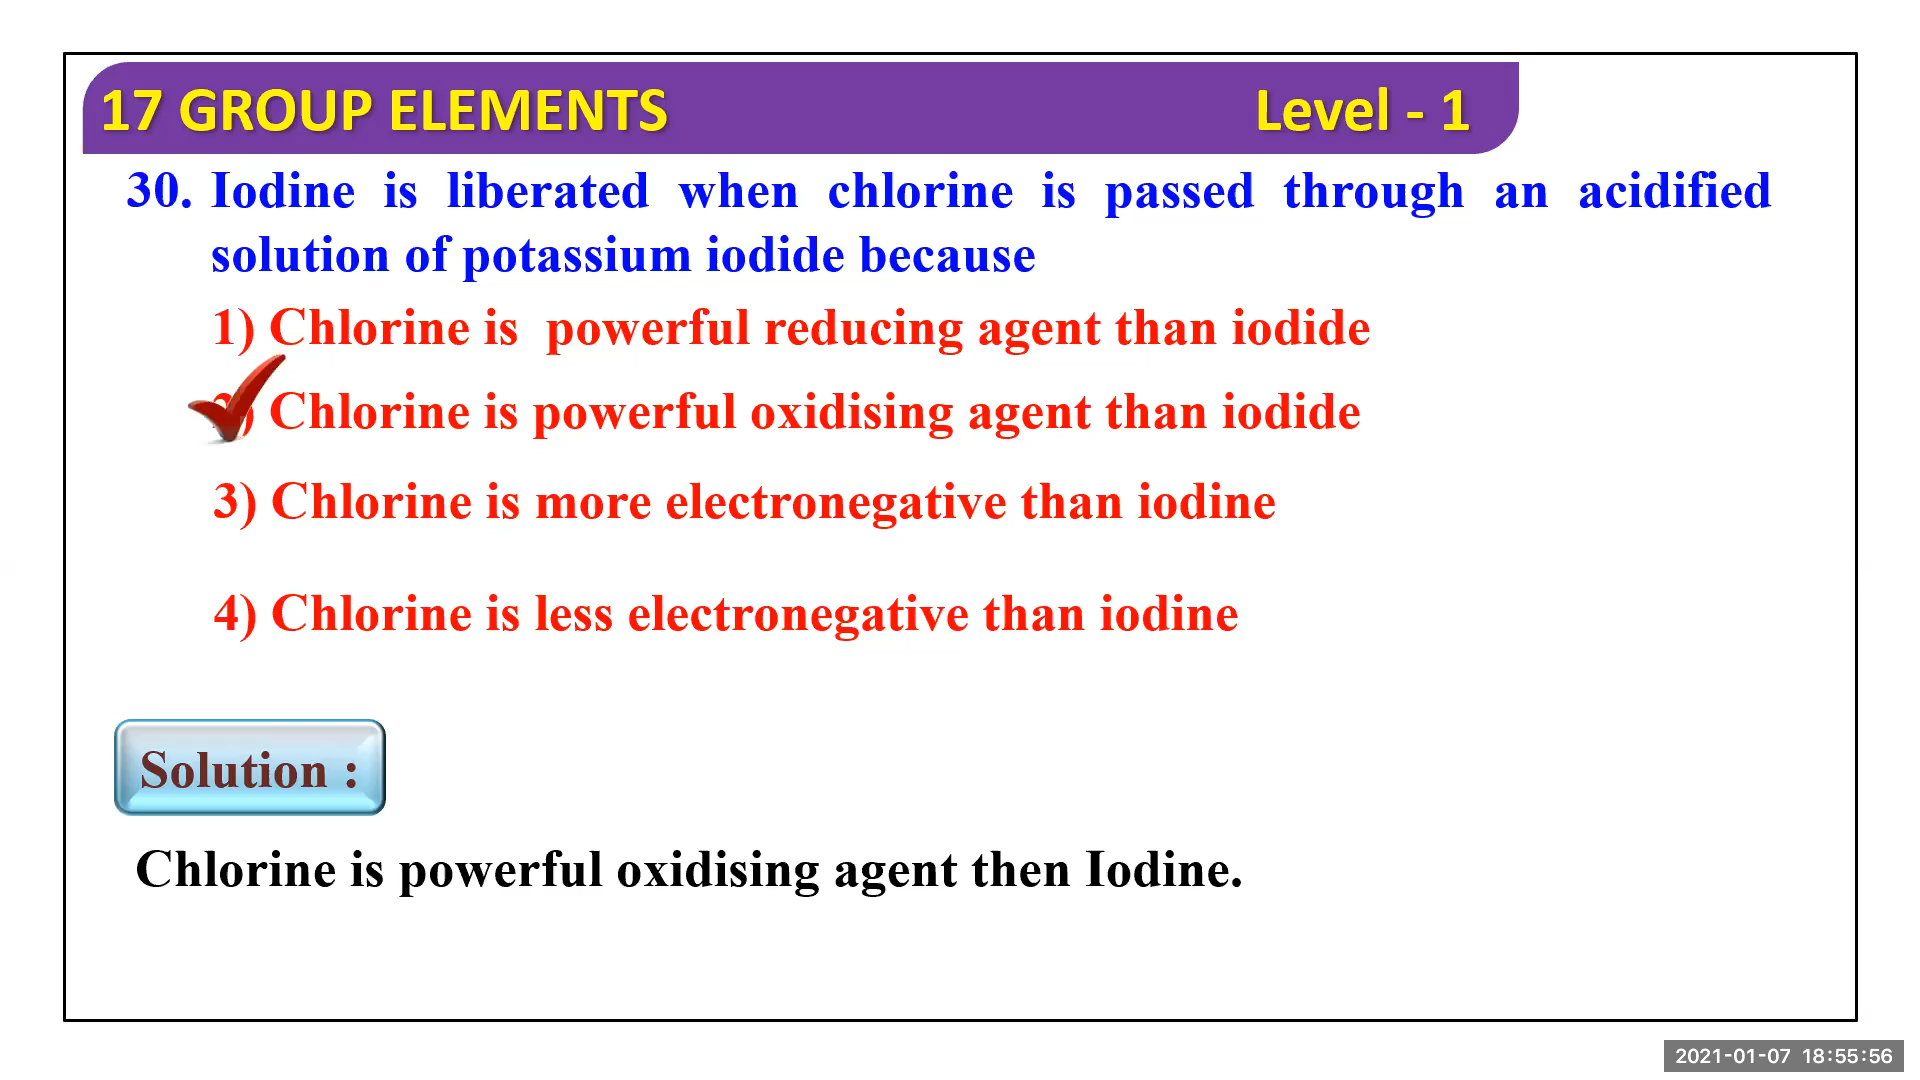 17 GROUP ELEMENTS Level - 1
30. Iodine is liberated when chlorine is passed through an acidified
solution of potassium iodide because
1) Chlorine is powerful reducing agent than iodide
Chlorine is powerful oxidising agent than iodide
3) Chlorine is more electronegative than iodine
4) Chlorine is less electronegative than iodine
Solution :
Chlorine is powerful oxidising agent then Iodine.
2021-01-07 18:55:56